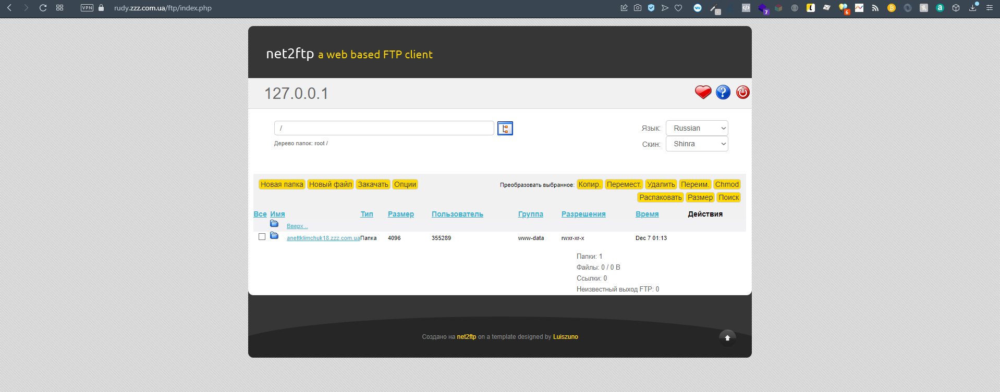 VPN rudy.zzz.com.ua/ftp/index.php
7
6
net2ftp a web based FTP client
127.0.0.1
/
Язык: Russian
Дерево папок: root /
Скин: Shinra
Новая папка Новый файл Закачать Опции Преобразовать выбранное: Копир. Перемест. Удалить Переим. Chmod
Распаковать Размер Поиск
Все Имя Тип Размер Пользователь Группа Разрешения Время Действия
Вверх ..
anettklimchuk18.zzz.com.ua Папка 4096 355289 www-data rwxr-xr-x Dec 7 01:13
Папки: 1
Файлы: 0 / 0 B
Ссылки: 0
Неизвестный выход FTP: 0
Создано на net2ftp on a template designed by Luiszuno